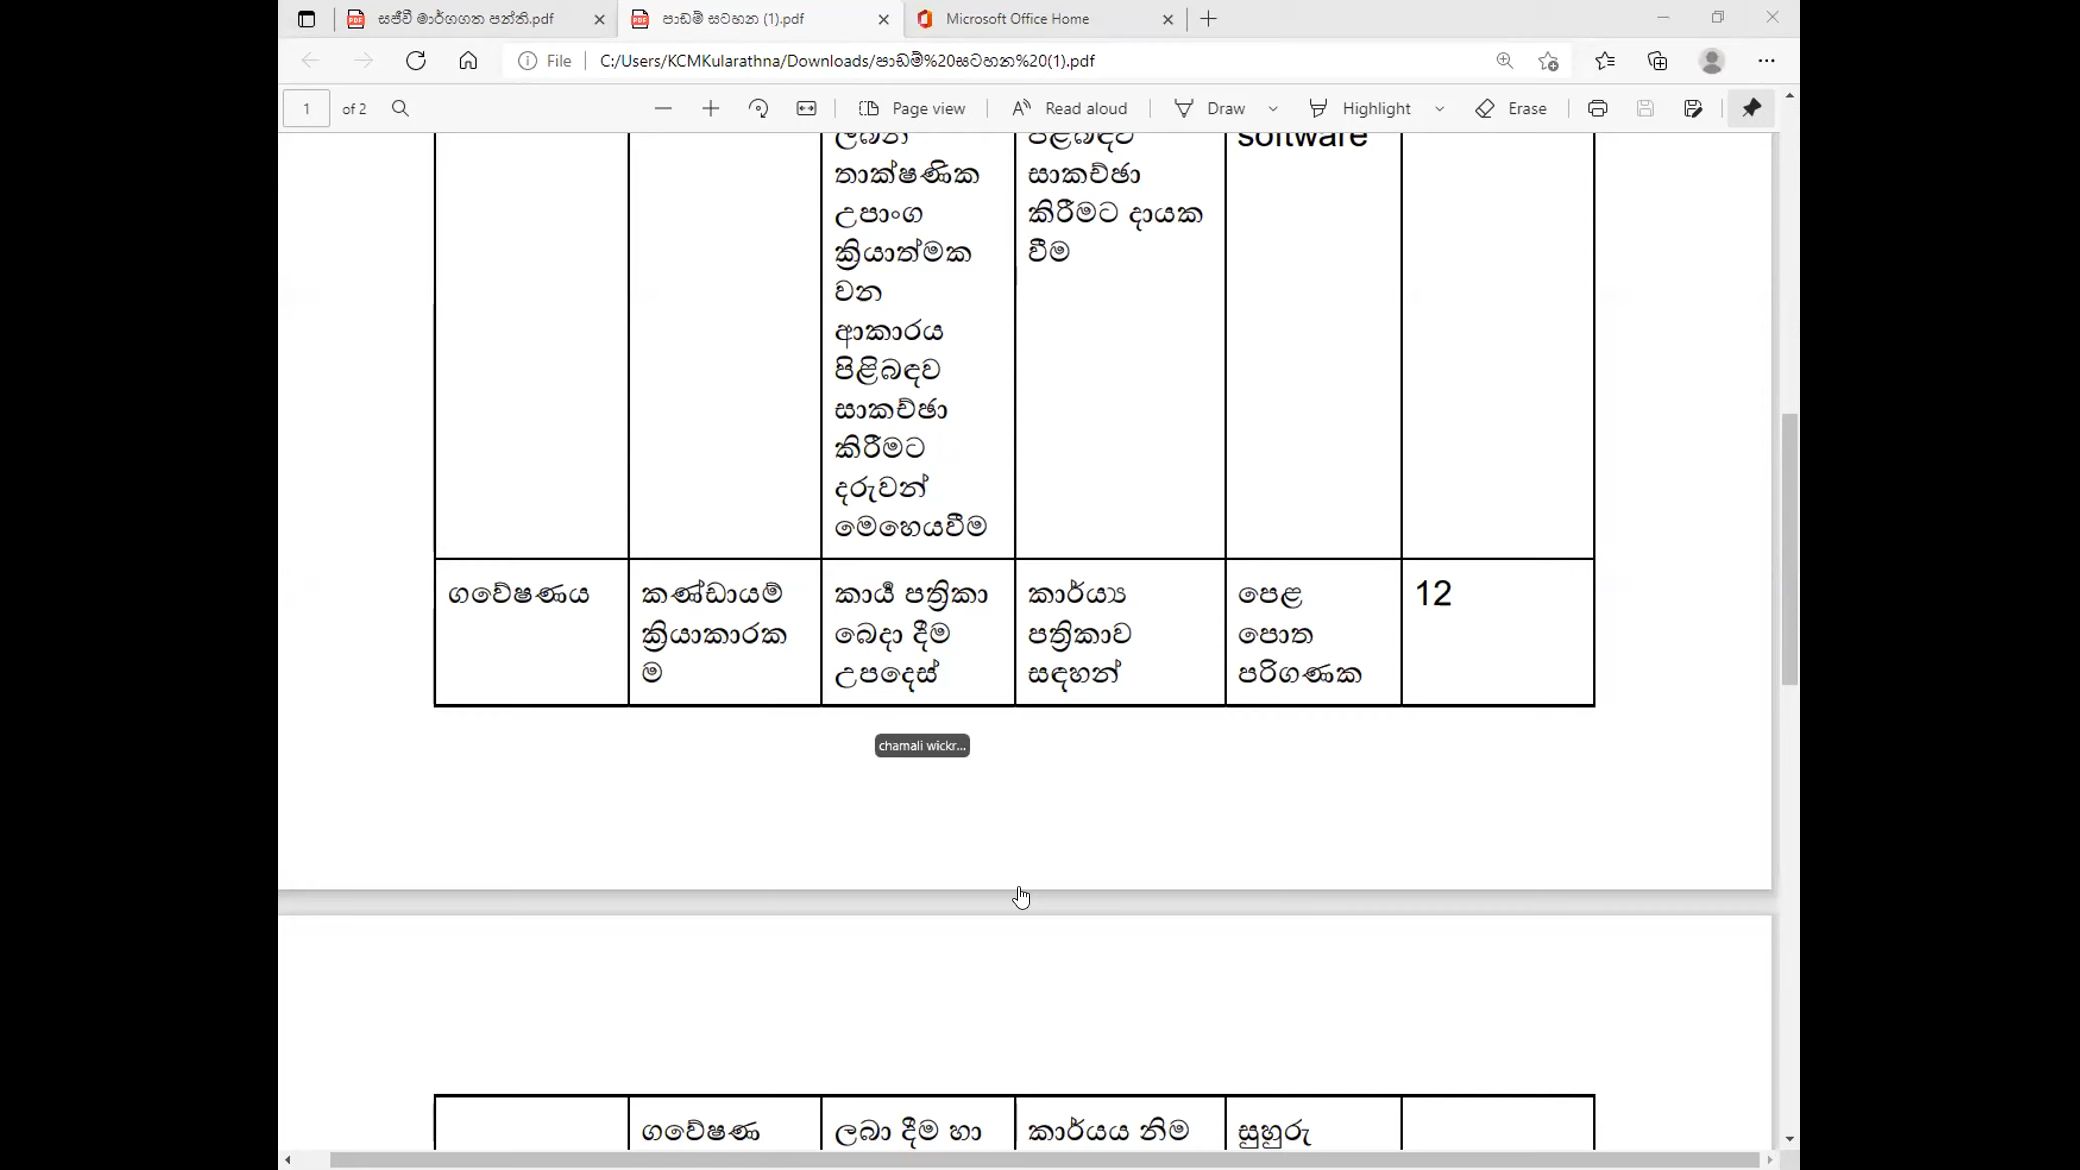 සජීවී මාර්ගගත පන්ති.pdf
පාඩම් සටහන (1).pdf
Microsoft Office Home
File
C:/Users/KCMKularathna/Downloads/පාඩම්%20සටහන%20(1).pdf
1 of 2
Page view
Read aloud
Draw
Highlight
Erase
ලබන
තාක්ෂණික
උපාංග
ක්‍රියාත්මක
වන
ආකාරය
පිළිබඳව
සාකච්ඡා
කිරීමට
දරුවන්
මෙහෙයවීම
පිළිබඳව
සාකච්ඡා
කිරීමට දායක
වීම
software
ගවේෂණය
කණ්ඩායම්
ක්‍රියාකාරක
ම
කාර්‍ය පත්‍රිකා
බෙදා දීම
උපදෙස්
කාර්ය්‍ය
පත්‍රිකාව
සඳහන්
පෙළ
පොත
පරිගණක
12
chamali wickr...
ගවේෂණ
ලබා දීම හා
කාර්යය නිම
සුහුරු